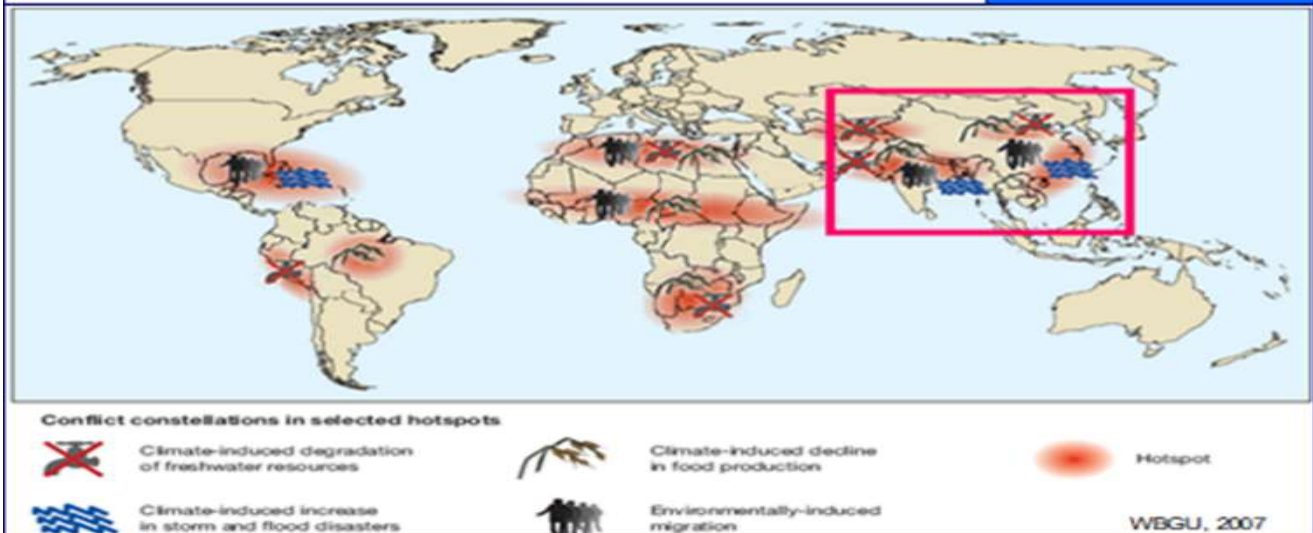 Conflict constellations in selected hotspots
Climate-induced degradation
of freshwater resources
Climate-induced decline
in food production
Hotspot
Climate-induced increase
in storm and flood disasters
Environmentally-induced
migration
WBGU, 2007